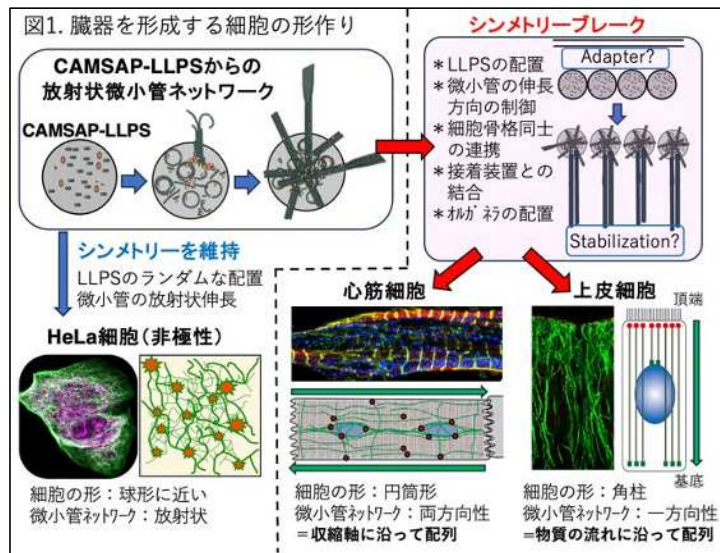 図1. 臓器を形成する細胞の形作り
CAMSAP-LLPSからの
放射状微小管ネットワーク
CAMSAP-LLPS
シンメトリーを維持
LLPSのランダムな配置
微小管の放射状伸長
HeLa細胞(非極性)
細胞の形：球形に近い
微小管ネットワーク：放射状
シンメトリーブレーク
＊LLPSの配置
＊微小管の伸長
方向の制御
＊細胞骨格同士
の連携
＊接着装置との
結合
＊ｵﾙｶﾞﾈﾗの配置
Adapter?
Stabilization?
心筋細胞
細胞の形：円筒形
微小管ネットワーク：両方向性
＝収縮軸に沿って配列
上皮細胞
頂端
基底
細胞の形：角柱
微小管ネットワーク：一方向性
＝物質の流れに沿って配列